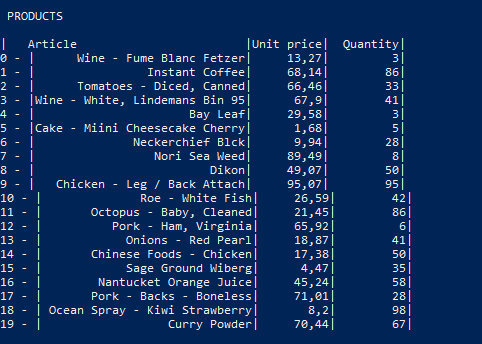 PRODUCTS
|   Article                         |Unit price|   Quantity|
0 - |      Wine - Fume Blanc Fetzer|     13,27|          3|
1 - |                Instant Coffee|     68,14|         86|
2 - |      Tomatoes - Diced, Canned|     66,46|         33|
3 - |Wine - White, Lindemans Bin 95|      67,9|         41|
4 - |                      Bay Leaf|     29,58|          3|
5 - |Cake - Miini Cheesecake Cherry|      1,68|          5|
6 - |              Neckerchief Blck|      9,94|         28|
7 - |                 Nori Sea Weed|     89,49|          8|
8 - |                         Dikon|     49,07|         50|
9 - |   Chicken - Leg / Back Attach|     95,07|         95|
10 - |              Roe - White Fish|     26,59|         42|
11 - |       Octopus - Baby, Cleaned|     21,45|         86|
12 - |          Pork - Ham, Virginia|     65,92|          6|
13 - |            Onions - Red Pearl|     18,87|         41|
14 - |       Chinese Foods - Chicken|     17,38|         50|
15 - |            Sage Ground Wiberg|      4,47|         35|
16 - |        Nantucket Orange Juice|     45,24|         58|
17 - |       Pork - Backs - Boneless|     71,01|         28|
18 - | Ocean Spray - Kiwi Strawberry|       8,2|         98|
19 - |                  Curry Powder|     70,44|         67|